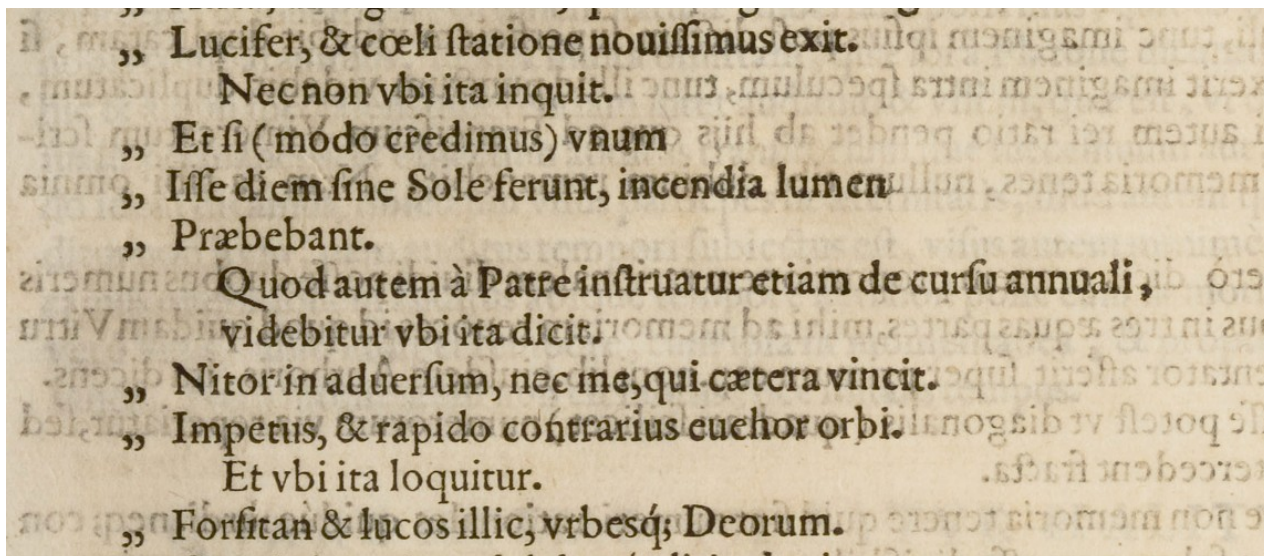 „ Lucifer, & cœli ſtatione nouiſſimus exit.
Nec non vbi ita inquit.
„ Et ſi ( modo credimus) vnum
„ Iſſe diem ſine Sole ferunt, incendia lumen
„ Præbebant.
Quod autem à Patre inſtruatur etiam de curſu annuali,
videbitur vbi ita dicit.
„ Nitor in aduerſum, nec me,qui cætera vincit.
„ Impetus, & rapido contrarius euehor orbi.
Et vbi ita loquitur.
„ Forſitan & lucos illic, vrbesq́; Deorum.